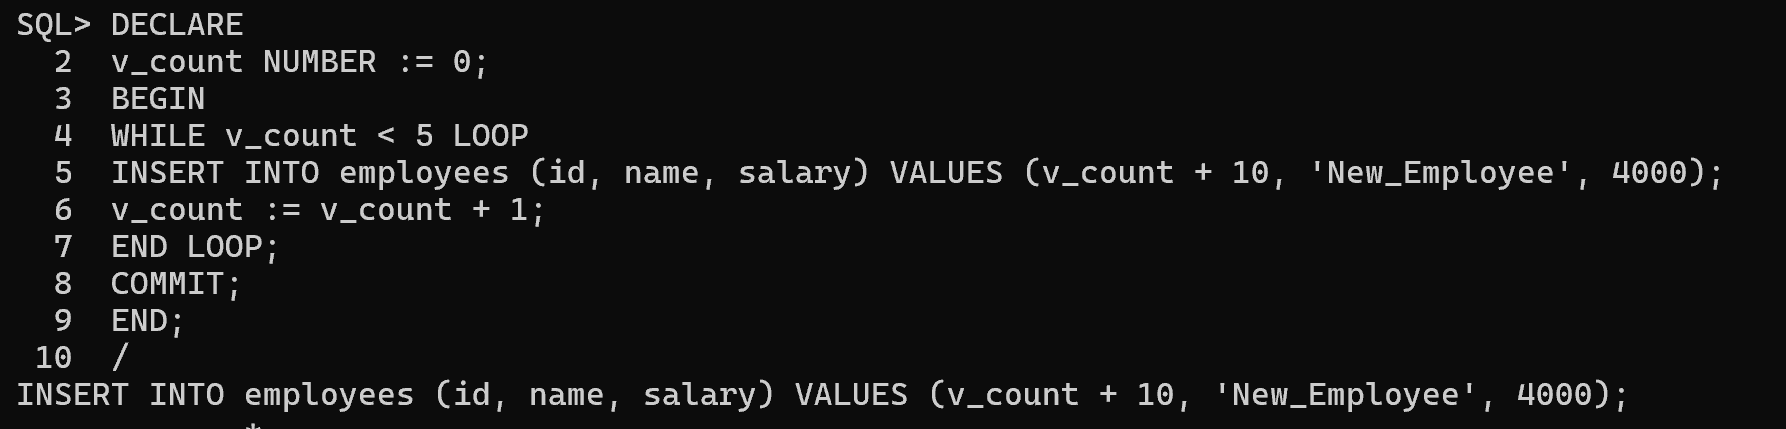 SQL> DECLARE
  2  v_count NUMBER := 0;
  3  BEGIN
  4  WHILE v_count < 5 LOOP
  5  INSERT INTO employees (id, name, salary) VALUES (v_count + 10, 'New_Employee', 4000);
  6  v_count := v_count + 1;
  7  END LOOP;
  8  COMMIT;
  9  END;
 10  /
INSERT INTO employees (id, name, salary) VALUES (v_count + 10, 'New_Employee', 4000);
            *